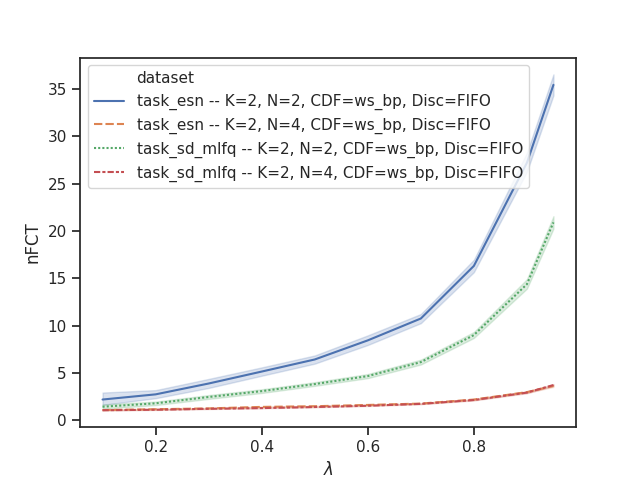 dataset
task_esn -- K=2, N=2, CDF=ws_bp, Disc=FIFO
task_esn -- K=2, N=4, CDF=ws_bp, Disc=FIFO
task_sd_mlfq -- K=2, N=2, CDF=ws_bp, Disc=FIFO
task_sd_mlfq -- K=2, N=4, CDF=ws_bp, Disc=FIFO
nFCT
35
30
25
20
15
10
5
0
0.2
0.4
0.6
0.8
λ